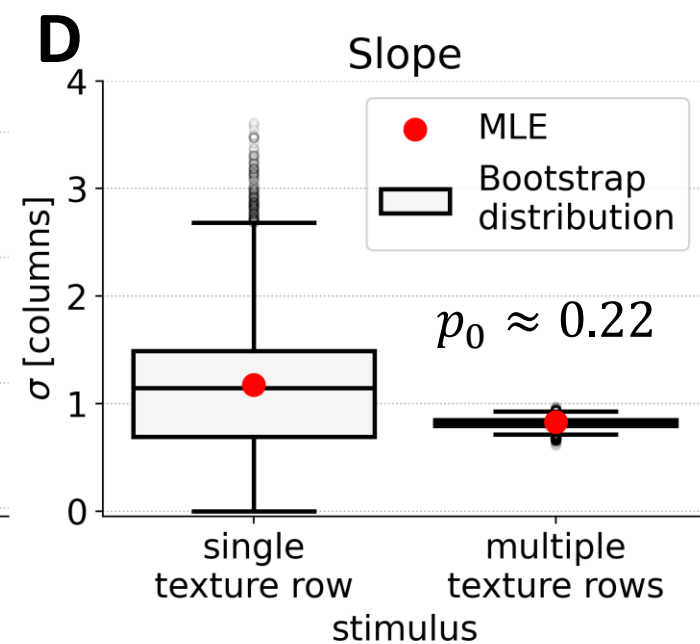 D
Slope
MLE
Bootstrap
distribution
p₀ ≈ 0.22
σ [columns]
4
3
2
1
0
single
texture row
multiple
texture rows
stimulus